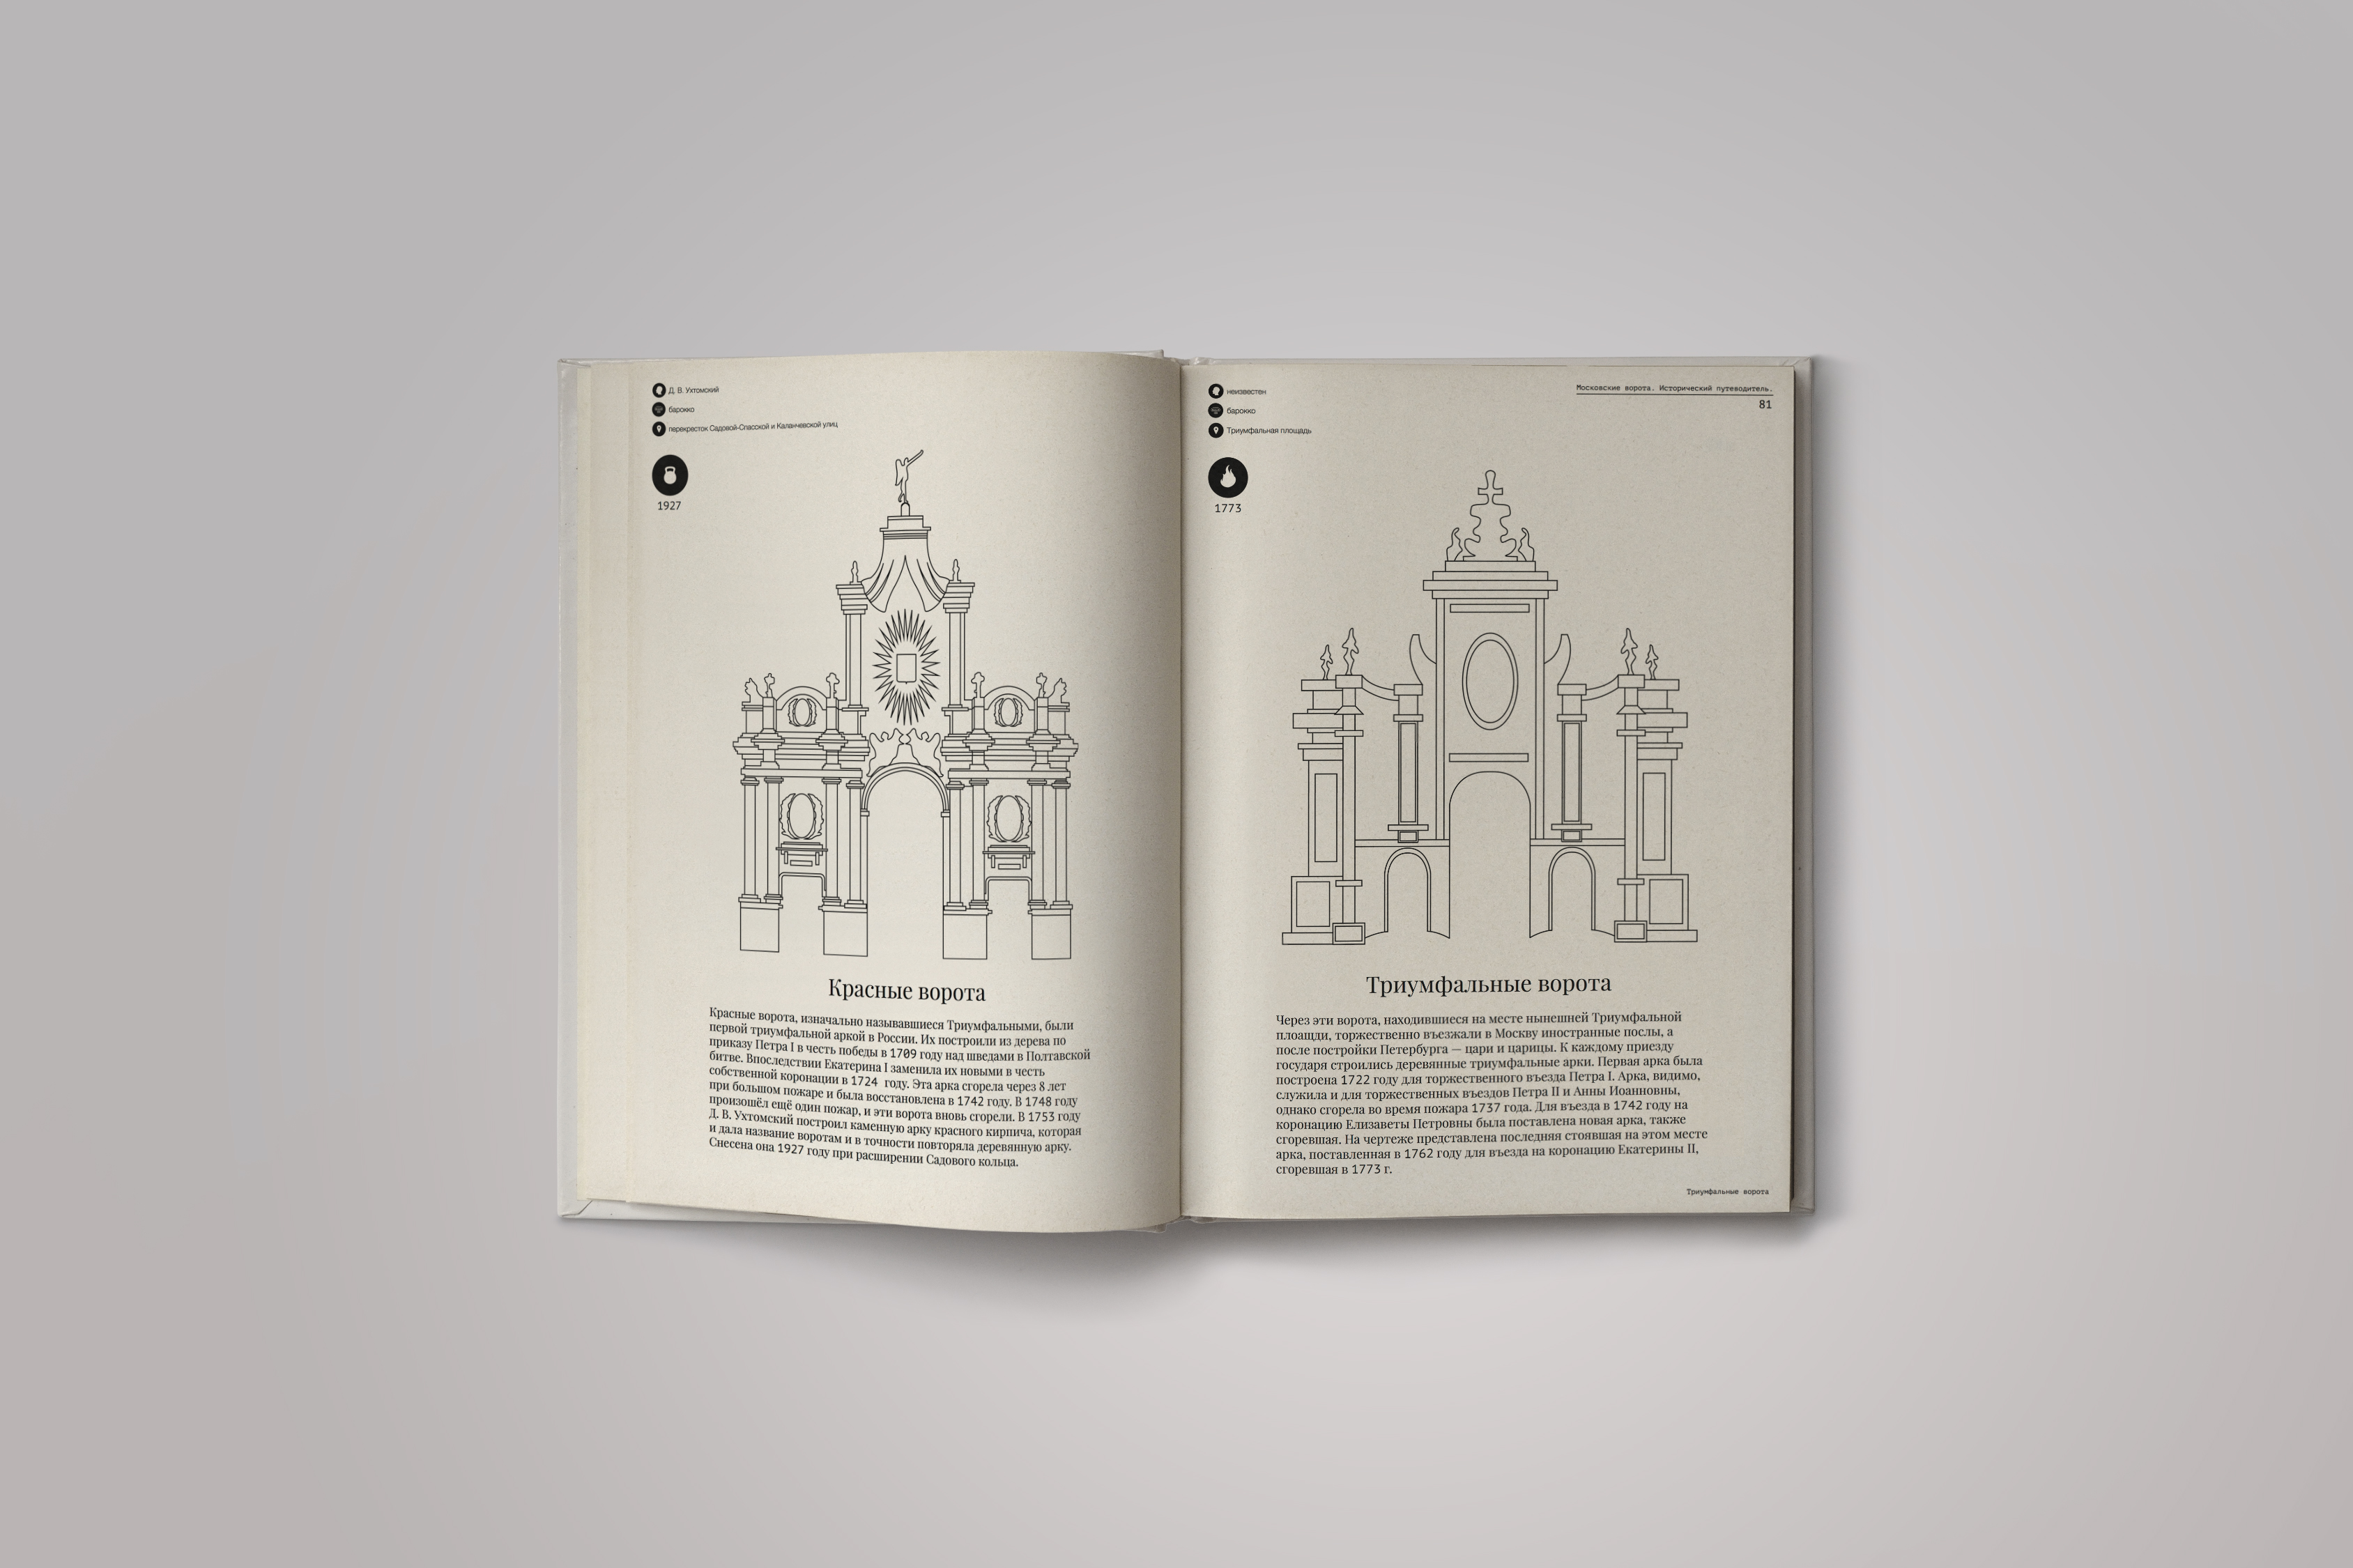 Д. В. Ухтомский
барокко
перекресток Садовой-Спасской и Каланчевской улиц
1927
Красные ворота
Красные ворота, изначально называвшиеся Триумфальными, были
первой триумфальной аркой в России. Их построили из дерева по
приказу Петра I в честь победы в 1709 году над шведами в Полтавской
битве. Впоследствии Екатерина I заменила их новыми в честь
собственной коронации в 1724 году. Эта арка сгорела через 8 лет
при большом пожаре и была восстановлена в 1742 году. В 1748 году
произошёл ещё один пожар, и эти ворота вновь сгорели. В 1753 году
Д. В. Ухтомский построил каменную арку красного кирпича, которая
и дала название воротам и в точности повторяла деревянную арку.
Снесена она 1927 году при расширении Садового кольца.
неизвестен
барокко
Триумфальная площадь
1773
Московские ворота. Исторический путеводитель.
81
Триумфальные ворота
Через эти ворота, находившиеся на месте нынешней Триумфальной
плоащди, торжественно въезжали в Москву иностранные послы, а
после постройки Петербурга — цари и царицы. К каждому приезду
государя строились деревянные триумфальные арки. Первая арка была
построена 1722 году для торжественного въезда Петра I. Арка, видимо,
служила и для торжественных въездов Петра II и Анны Иоанновны,
однако сгорела во время пожара 1737 года. Для въезда в 1742 году на
коронацию Елизаветы Петровны была поставлена новая арка, также
сгоревшая. На чертеже представлена последняя стоявшая на этом месте
арка, поставленная в 1762 году для въезда на коронацию Екатерины II,
сгоревшая в 1773 г.
Триумфальные ворота